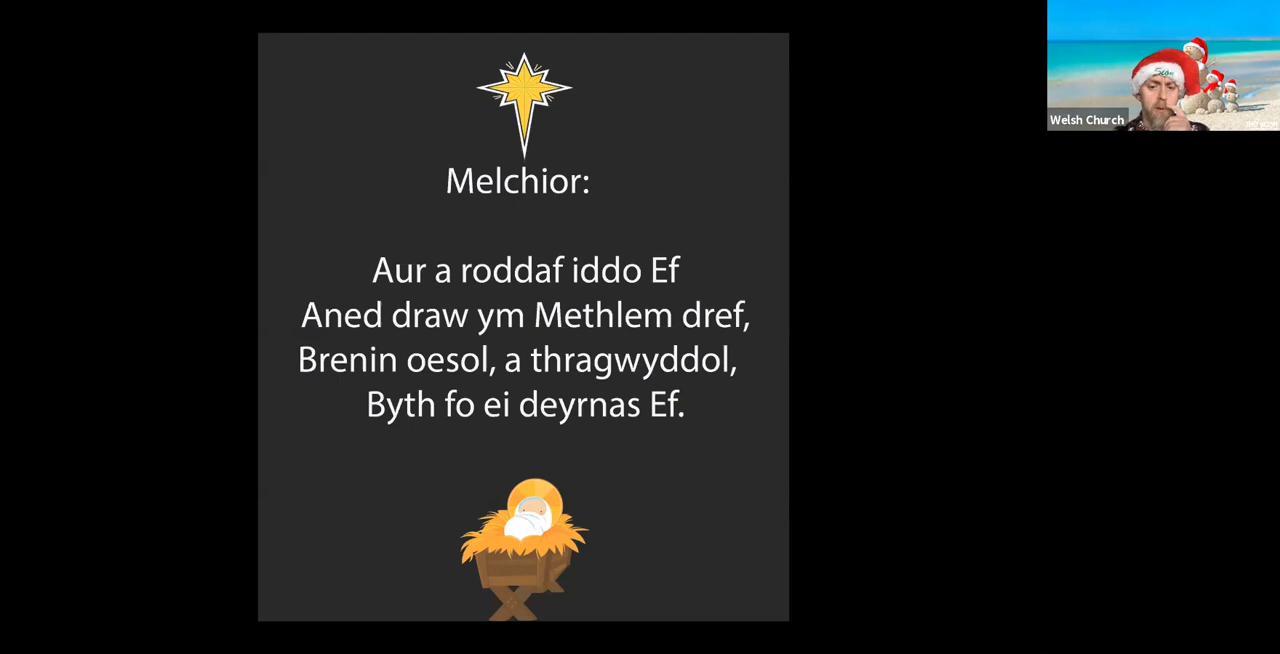 Melchior:
Aur a roddaf iddo Ef
Aned draw ym Methlem dref,
Brenin oesol, a thragwyddol,
Byth fo ei deyrnas Ef.
Welsh Church
Siôn